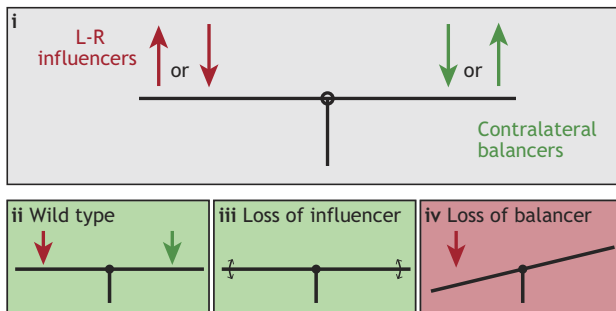 i
L-R
influencers
or
or
Contralateral
balancers
ii Wild type
iii Loss of influencer
iv Loss of balancer